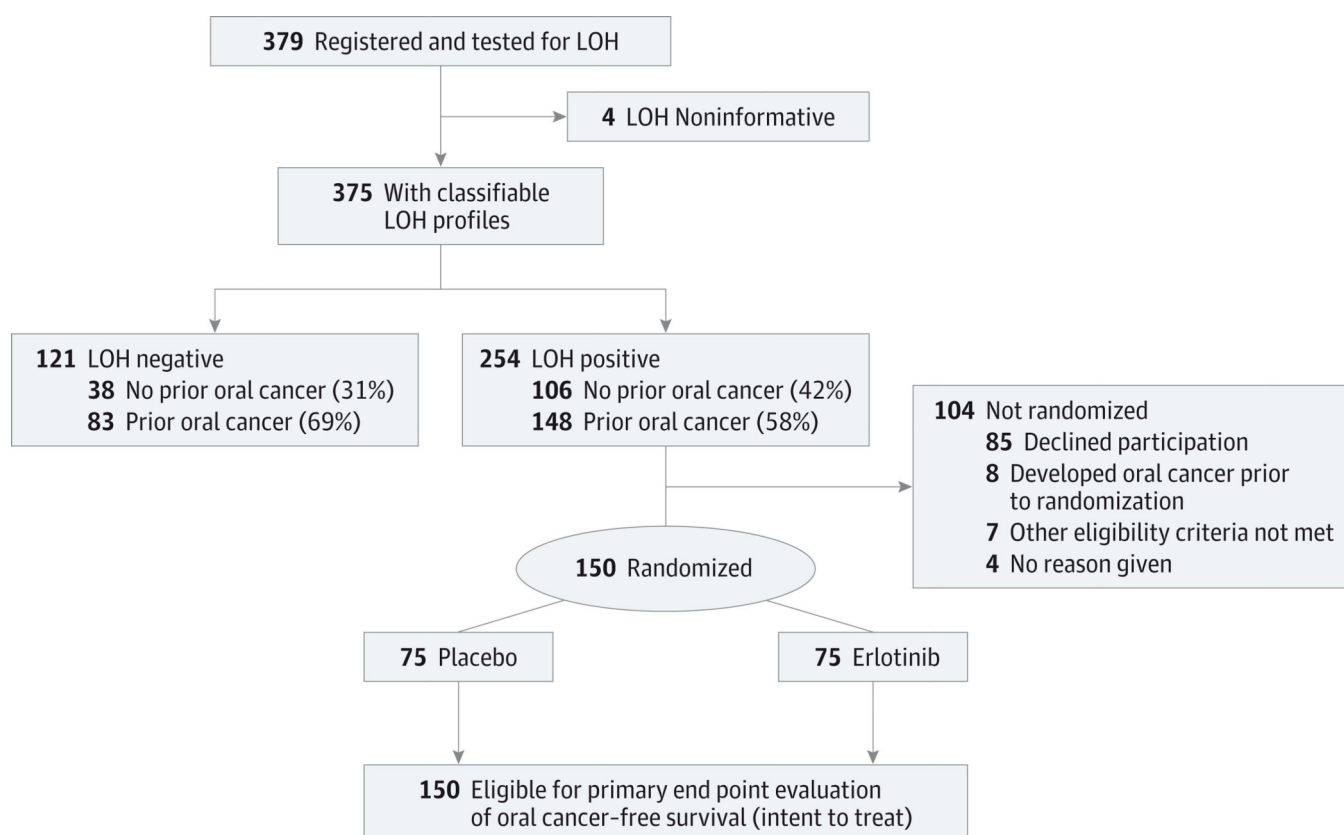 379 Registered and tested for LOH
4 LOH Noninformative
375 With classifiable
LOH profiles
121 LOH negative
38 No prior oral cancer (31%)
83 Prior oral cancer (69%)
254 LOH positive
106 No prior oral cancer (42%)
148 Prior oral cancer (58%)
104 Not randomized
85 Declined participation
8 Developed oral cancer prior
to randomization
7 Other eligibility criteria not met
4 No reason given
150 Randomized
75 Placebo
75 Erlotinib
150 Eligible for primary end point evaluation
of oral cancer-free survival (intent to treat)